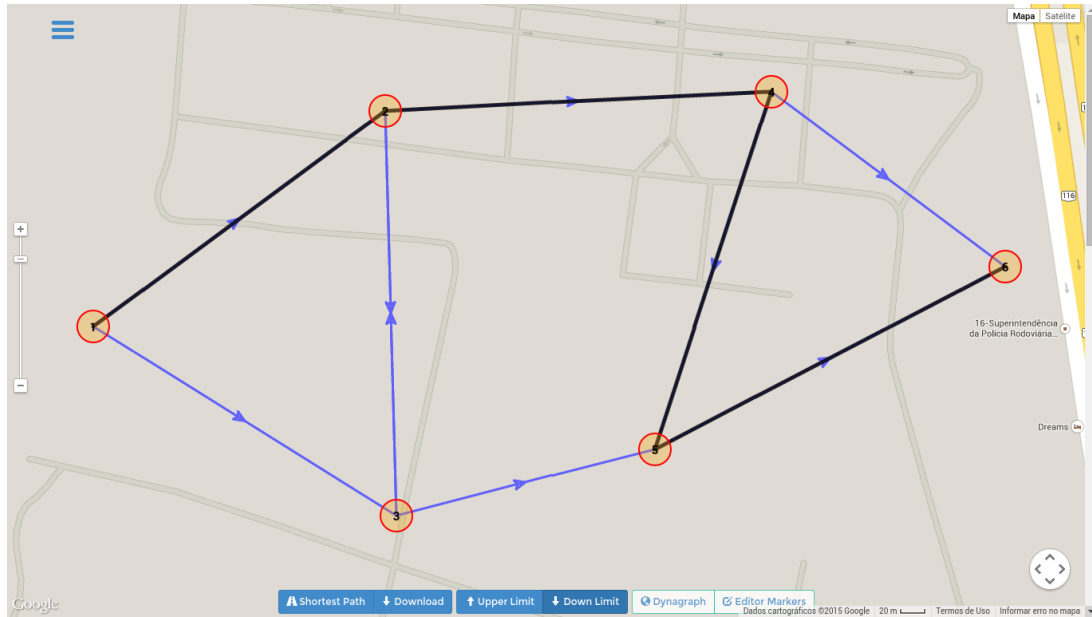 Mapa Satélite
2
4
116
6
1
16-Superintendência
da Polícia Rodoviária...
Dreams
5
3
Google
Shortest Path Download Upper Limit Down Limit Dynagraph Editor Markers
Dados cartográficos ©2015 Google 20 m Termos de Uso Informar erro no mapa